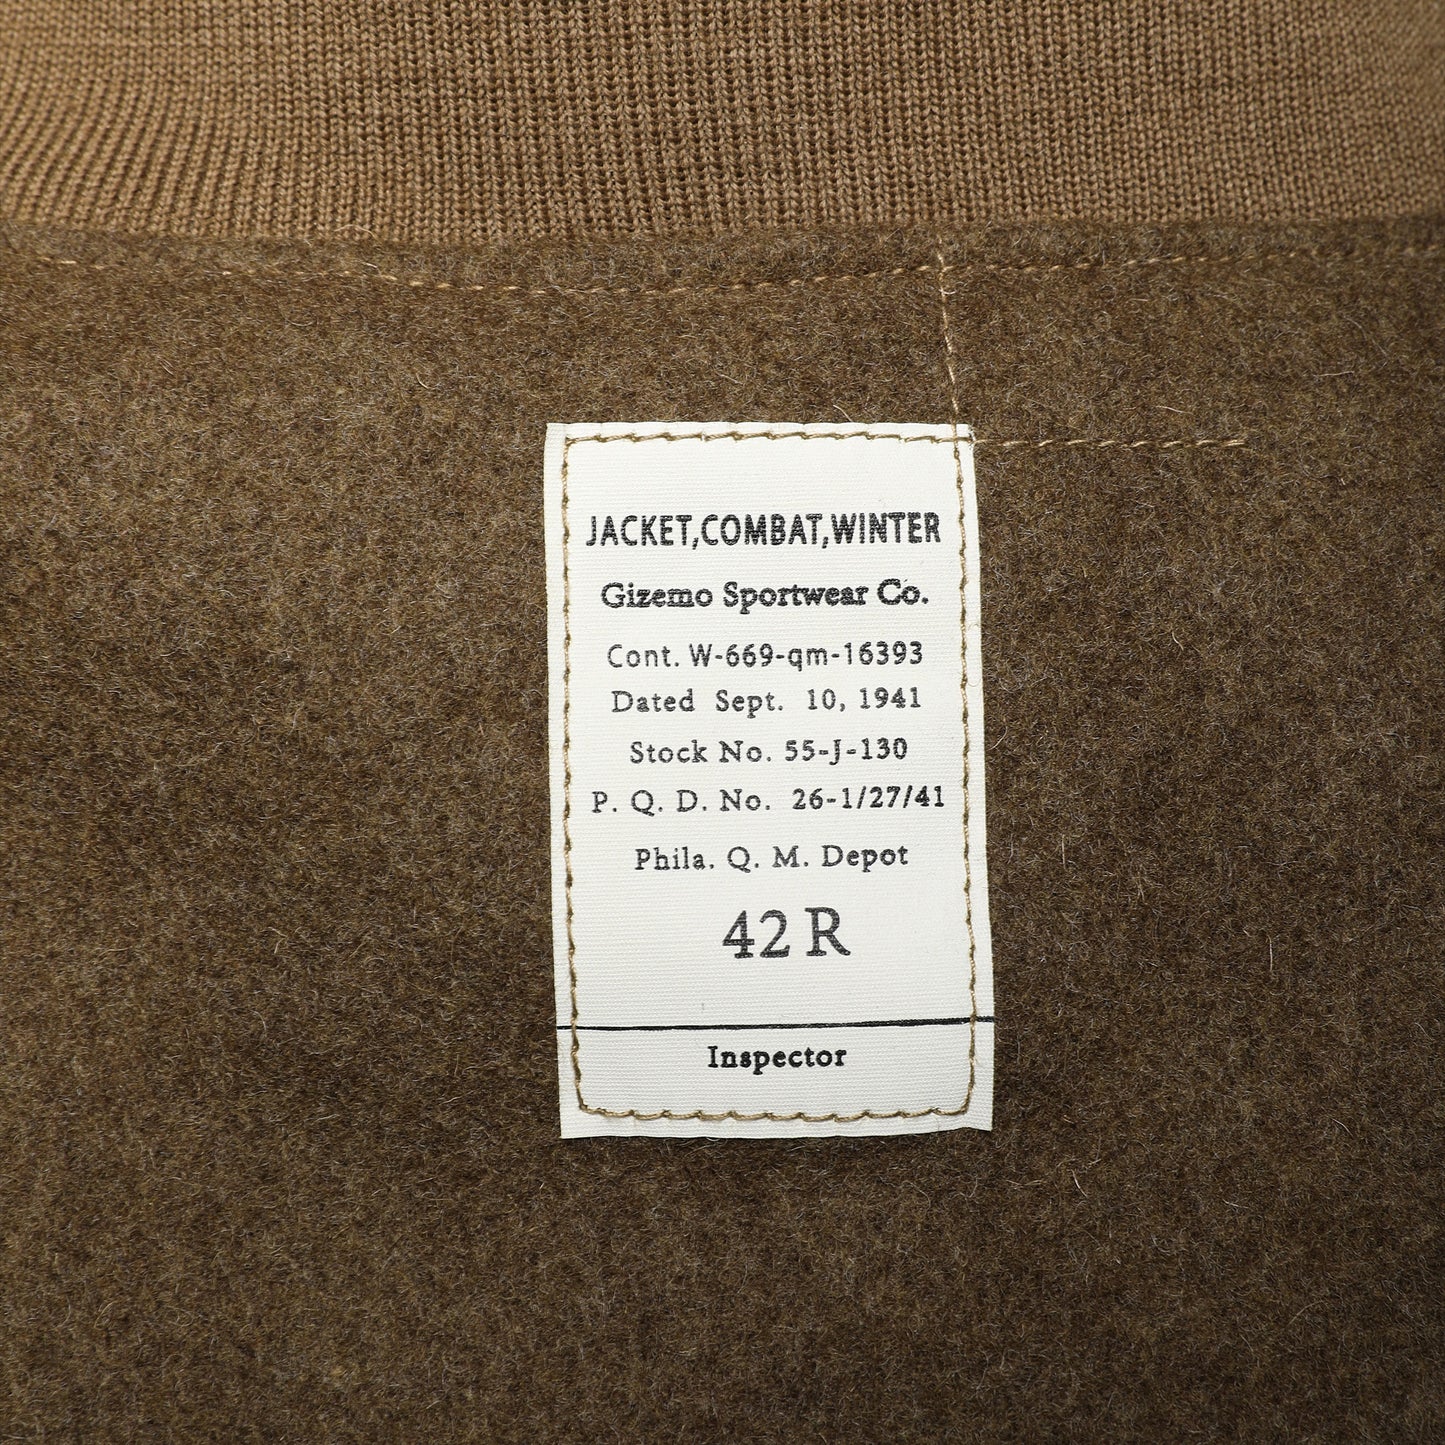 JACKET,COMBAT,WINTER
Gizemo Sportwear Co.
Cont. W-669-qm-16393
Dated Sept. 10, 1941
Stock No. 55-J-130
P. Q. D. No. 26-1/27/41
Phila. Q. M. Depot
42 R
Inspector